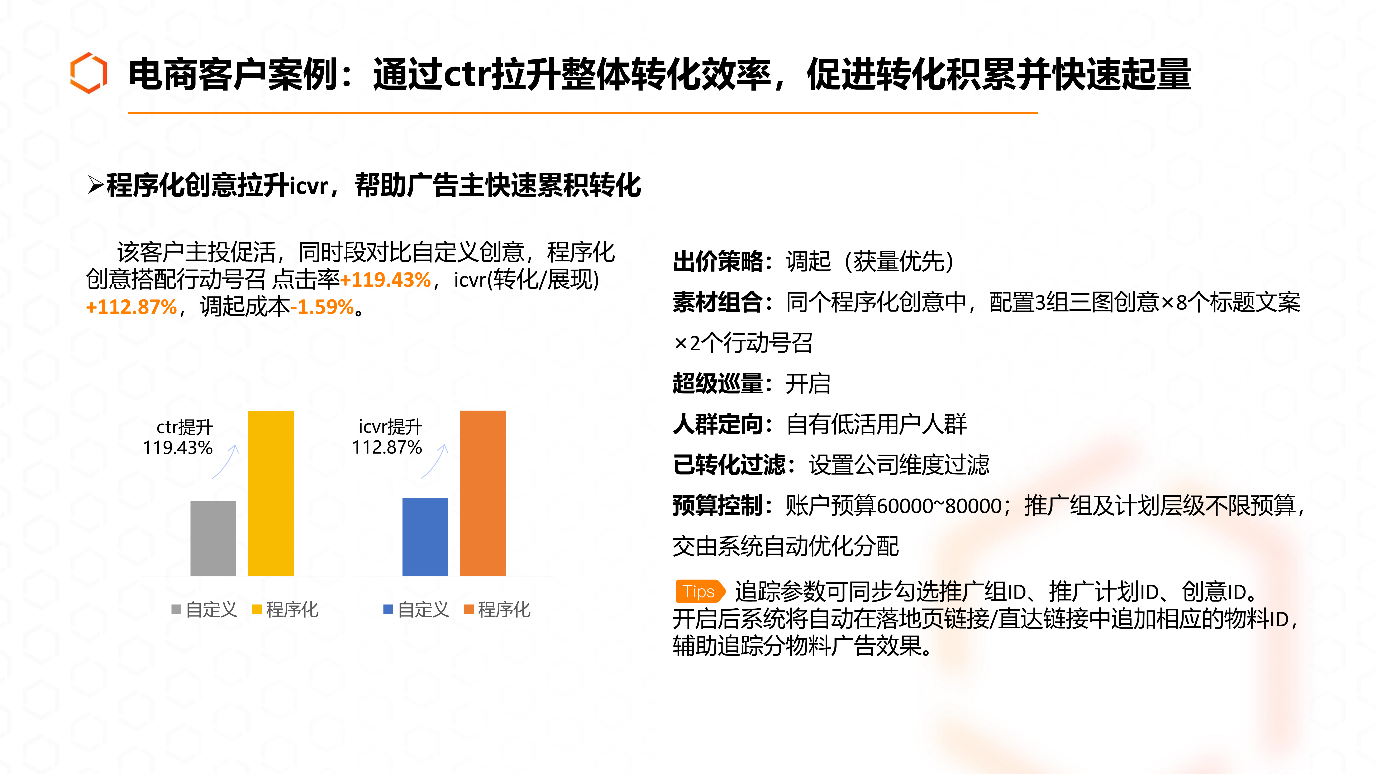 电商客户案例：通过ctr拉升整体转化效率，促进转化积累并快速起量
➢程序化创意拉升icvr，帮助广告主快速累积转化
该客户主投促活，同时段对比自定义创意，程序化
创意搭配行动号召 点击率+119.43%，icvr(转化/展现)
+112.87%，调起成本-1.59%。
ctr提升
119.43%
icvr提升
112.87%
自定义 程序化
自定义 程序化
出价策略：调起（获量优先）
素材组合：同个程序化创意中，配置3组三图创意×8个标题文案
×2个行动号召
超级巡量：开启
人群定向：自有低活用户人群
已转化过滤：设置公司维度过滤
预算控制：账户预算60000~80000；推广组及计划层级不限预算，
交由系统自动优化分配
Tips 追踪参数可同步勾选推广组ID、推广计划ID、创意ID。
开启后系统将自动在落地页链接/直达链接中追加相应的物料ID，
辅助追踪分物料广告效果。